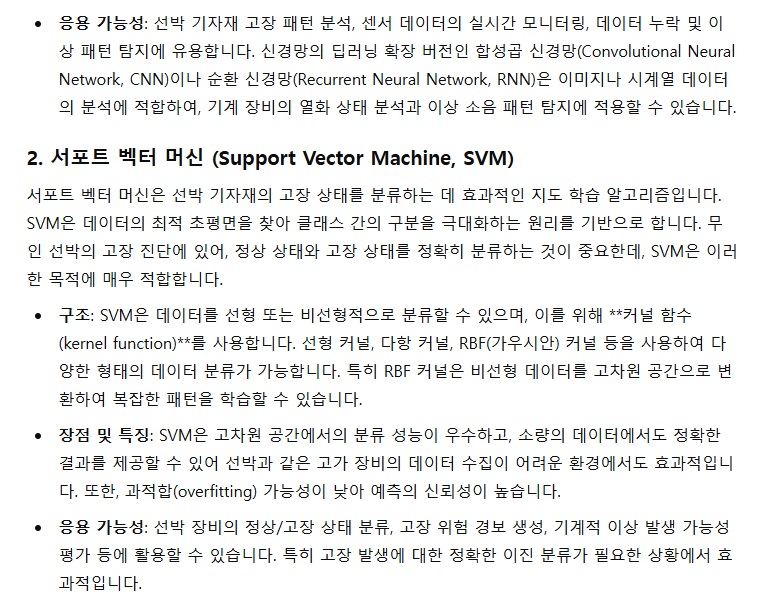 • 응용 가능성: 선박 기자재 고장 패턴 분석, 센서 데이터의 실시간 모니터링, 데이터 누락 및 이
상 패턴 탐지에 유용합니다. 신경망의 딥러닝 확장 버전인 합성곱 신경망(Convolutional Neural
Network, CNN)이나 순환 신경망(Recurrent Neural Network, RNN)은 이미지나 시계열 데이터
의 분석에 적합하여, 기계 장비의 열화 상태 분석과 이상 소음 패턴 탐지에 적용할 수 있습니다.
2. 서포트 벡터 머신 (Support Vector Machine, SVM)
서포트 벡터 머신은 선박 기자재의 고장 상태를 분류하는 데 효과적인 지도 학습 알고리즘입니다.
SVM은 데이터의 최적 초평면을 찾아 클래스 간의 구분을 극대화하는 원리를 기반으로 합니다. 무
인 선박의 고장 진단에 있어, 정상 상태와 고장 상태를 정확히 분류하는 것이 중요한데, SVM은 이러
한 목적에 매우 적합합니다.
• 구조: SVM은 데이터를 선형 또는 비선형적으로 분류할 수 있으며, 이를 위해 **커널 함수
(kernel function)**를 사용합니다. 선형 커널, 다항 커널, RBF(가우시안) 커널 등을 사용하여 다
양한 형태의 데이터 분류가 가능합니다. 특히 RBF 커널은 비선형 데이터를 고차원 공간으로 변
환하여 복잡한 패턴을 학습할 수 있습니다.
• 장점 및 특징: SVM은 고차원 공간에서의 분류 성능이 우수하고, 소량의 데이터에서도 정확한
결과를 제공할 수 있어 선박과 같은 고가 장비의 데이터 수집이 어려운 환경에서도 효과적입니
다. 또한, 과적합(overfitting) 가능성이 낮아 예측의 신뢰성이 높습니다.
• 응용 가능성: 선박 장비의 정상/고장 상태 분류, 고장 위험 경보 생성, 기계적 이상 발생 가능성
평가 등에 활용할 수 있습니다. 특히 고장 발생에 대한 정확한 이진 분류가 필요한 상황에서 효
과적입니다.